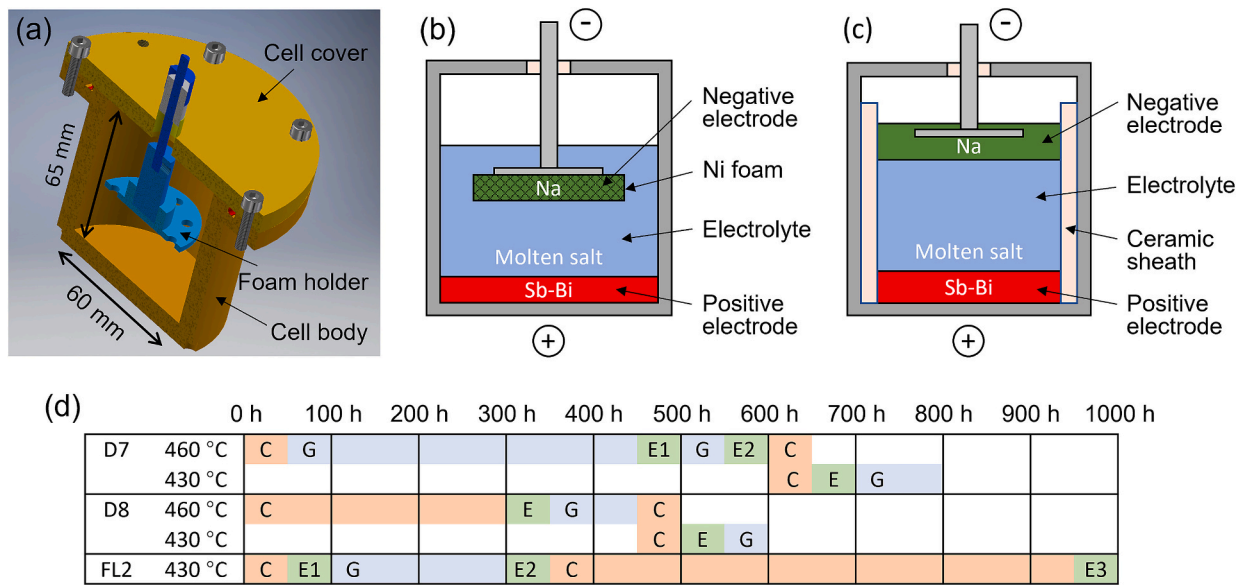 (a)
Cell cover
65 mm
Foam holder
60 mm
Cell body
(b)
−
Negative
electrode
Na
Ni foam
Electrolyte
Molten salt
Sb-Bi
Positive
electrode
+
(c)
−
Negative
electrode
Na
Electrolyte
Ceramic
sheath
Molten salt
Sb-Bi
Positive
electrode
+
(d)
0 h 100 h 200 h 300 h 400 h 500 h 600 h 700 h 800 h 900 h 1000 h
D7 460 °C C G E1 G E2 C
430 °C C E G
D8 460 °C C E G C
430 °C C E G
FL2 430 °C C E1 G E2 C E3